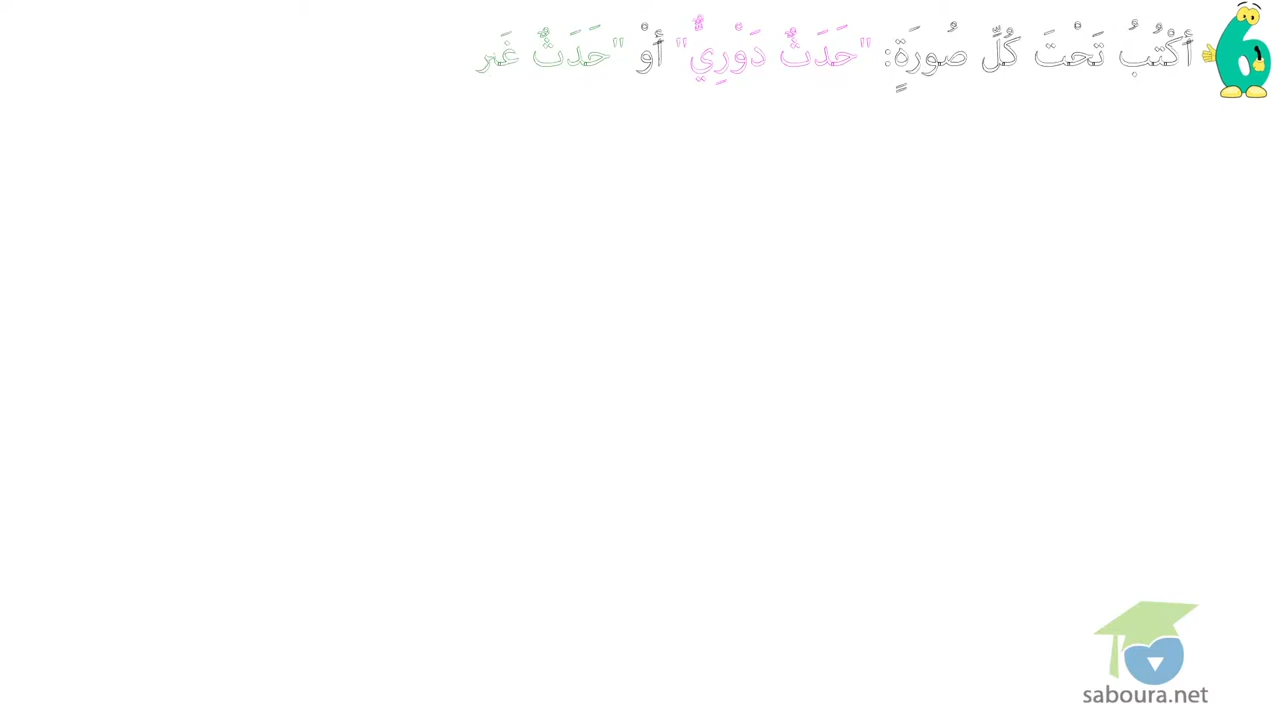 6 أَكْتُبُ تَحْتَ كُلِّ صُورَةٍ: "حَدَثٌ دَوْرِيٌّ" أَوْ "حَدَثٌ
saboura.net